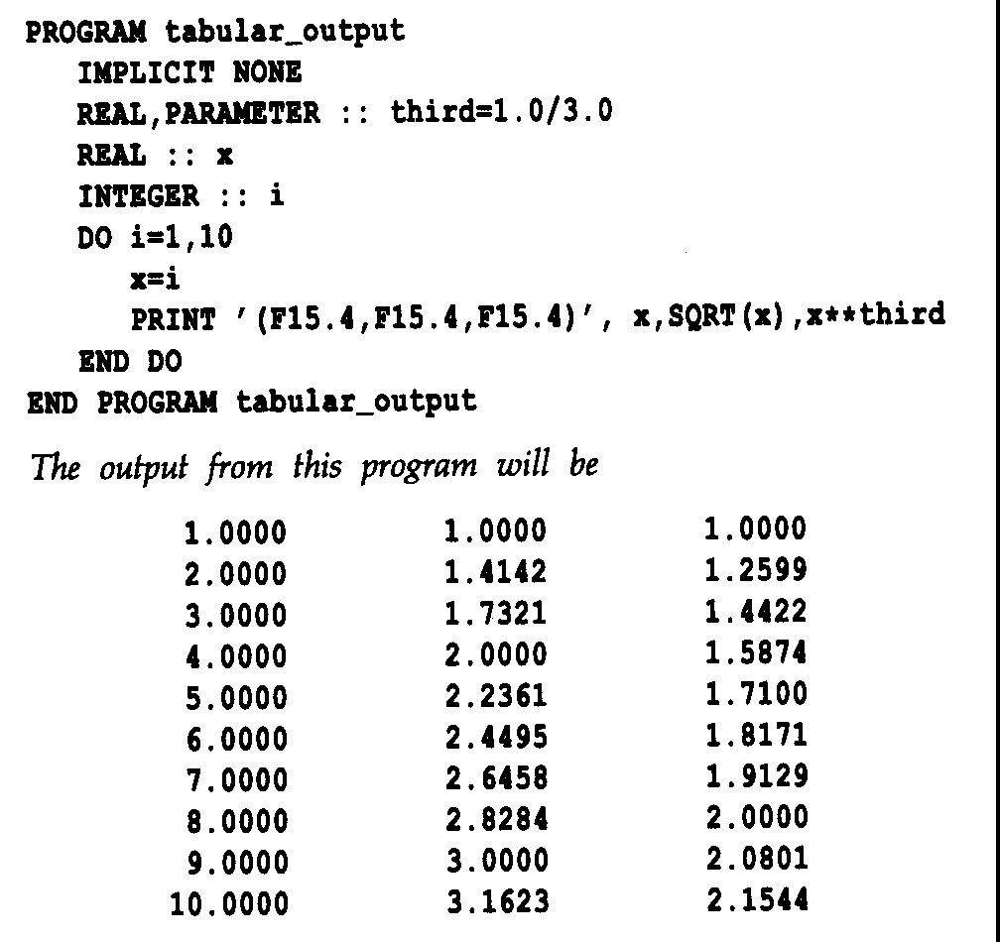 PROGRAM tabular_output
IMPLICIT NONE
REAL,PARAMETER :: third=1.0/3.0
REAL :: x
INTEGER :: i
DO i=1,10
x=i
PRINT '(F15.4,F15.4,F15.4)', x,SQRT(x),x**third
END DO
END PROGRAM tabular_output
The output from this program will be
1.0000 1.0000 1.0000
2.0000 1.4142 1.2599
3.0000 1.7321 1.4422
4.0000 2.0000 1.5874
5.0000 2.2361 1.7100
6.0000 2.4495 1.8171
7.0000 2.6458 1.9129
8.0000 2.8284 2.0000
9.0000 3.0000 2.0801
10.0000 3.1623 2.1544